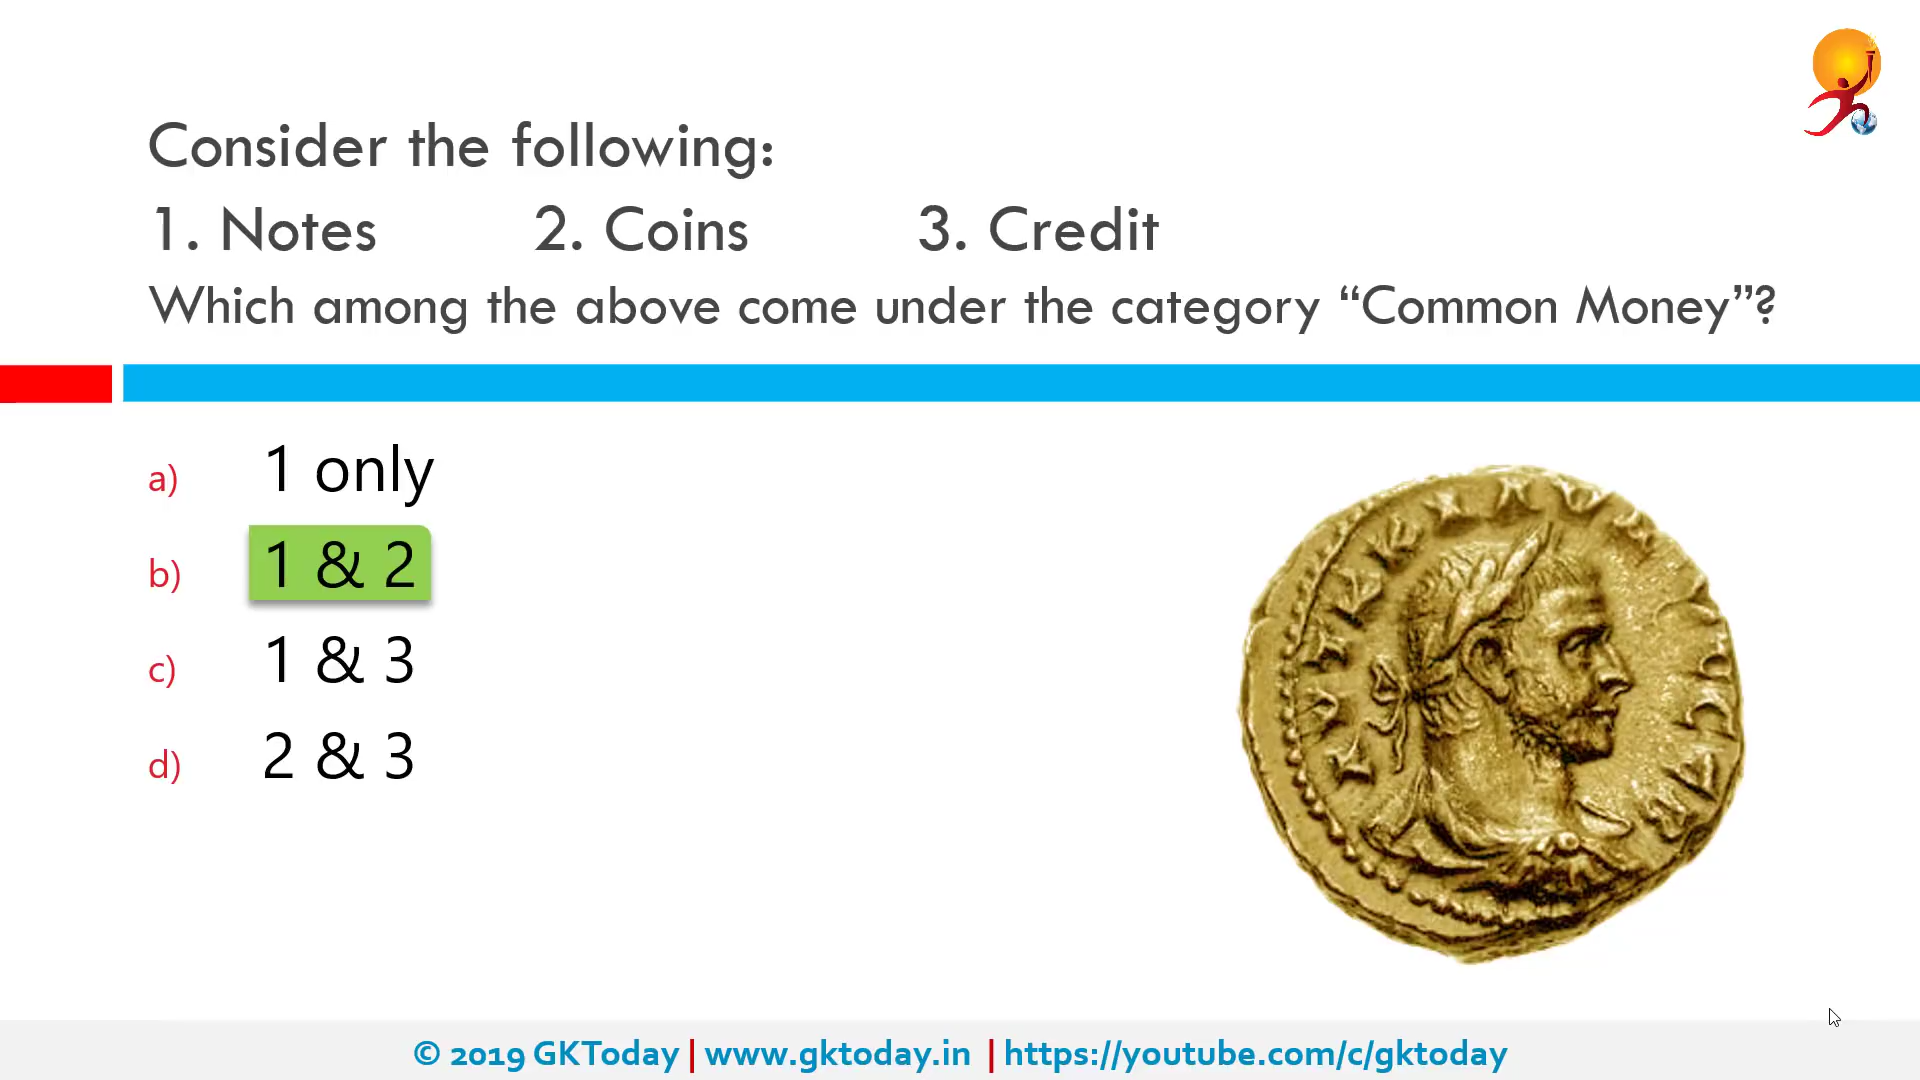 Consider the following:
1. Notes 2. Coins 3. Credit
Which among the above come under the category “Common Money”?
a) 1 only
b) 1 & 2
c) 1 & 3
d) 2 & 3
© 2019 GKToday | www.gktoday.in | https://youtube.com/c/gktoday